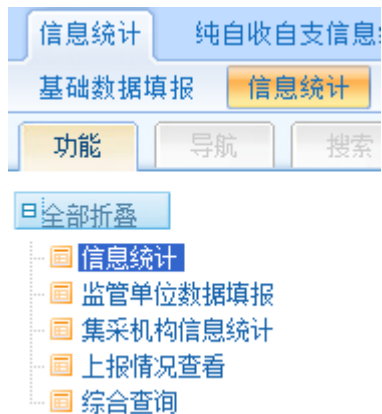 信息统计 纯自收自支信息
基础数据填报 信息统计
功能 导航 搜索
全部折叠
信息统计
监管单位数据填报
集采机构信息统计
上报情况查看
综合查询